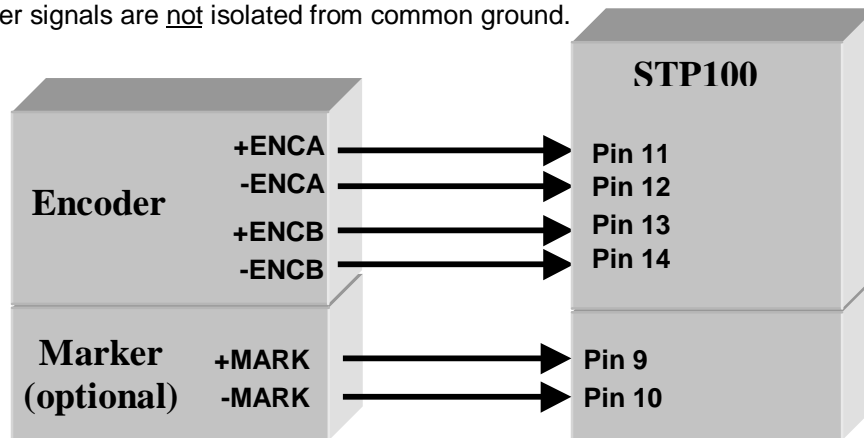 er signals are not isolated from common ground.
STP100
Encoder
+ENCA
-ENCA
+ENCB
-ENCB
Pin 11
Pin 12
Pin 13
Pin 14
Marker
(optional)
+MARK
-MARK
Pin 9
Pin 10